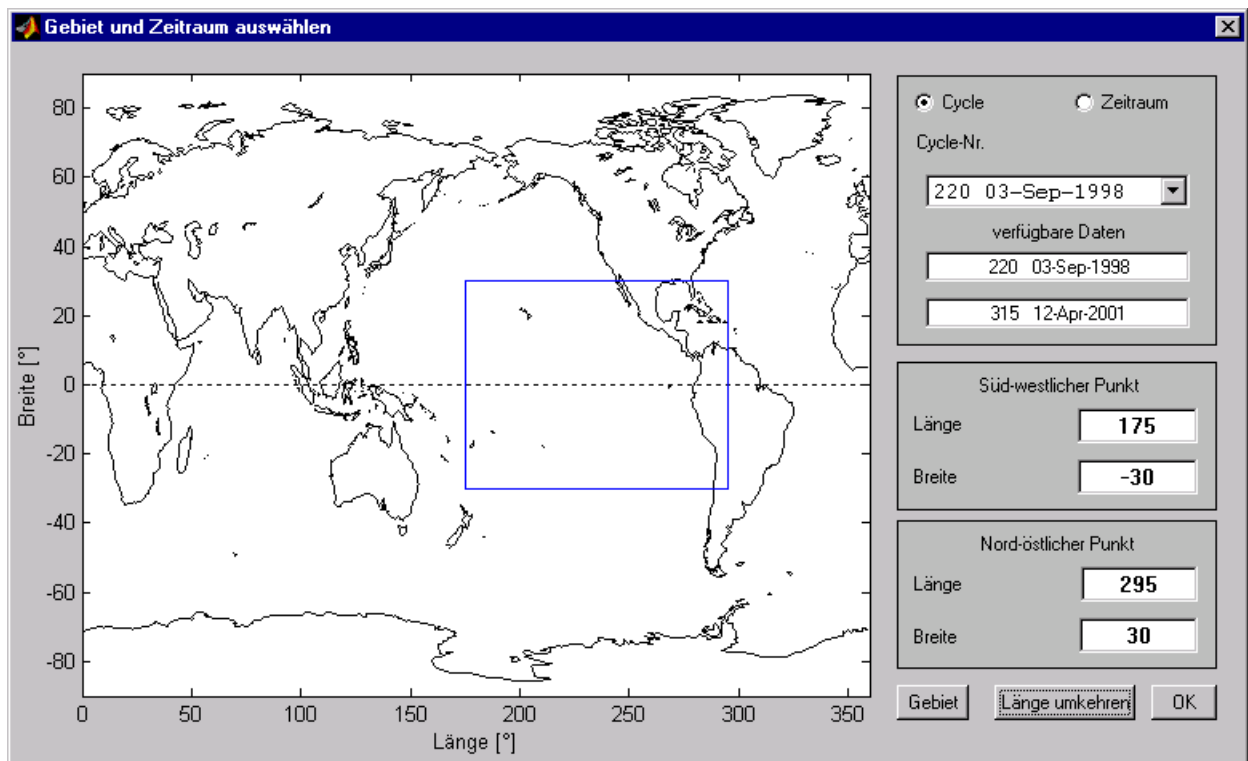 Gebiet und Zeitraum auswählen
80
60
40
20
0
-20
-40
-60
-80
Breite [°]
0
50
100
150
200
250
300
350
Länge [°]
Cycle
Zeitraum
Cycle-Nr.
220 03-Sep-1998
verfügbare Daten
220 03-Sep-1998
315 12-Apr-2001
Süd-westlicher Punkt
Länge
175
Breite
-30
Nord-östlicher Punkt
Länge
295
Breite
30
Gebiet
Länge umkehren
OK